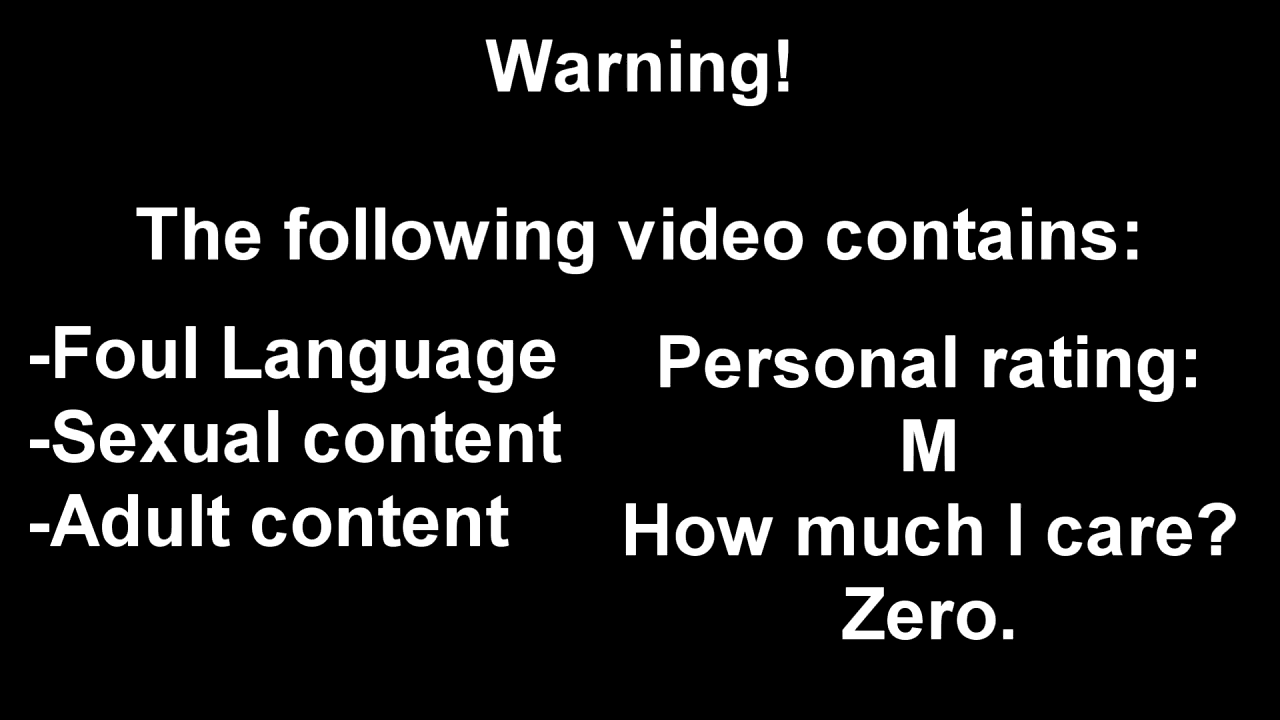 Warning!
The following video contains:
-Foul Language
-Sexual content
-Adult content
Personal rating:
M
How much I care?
Zero.